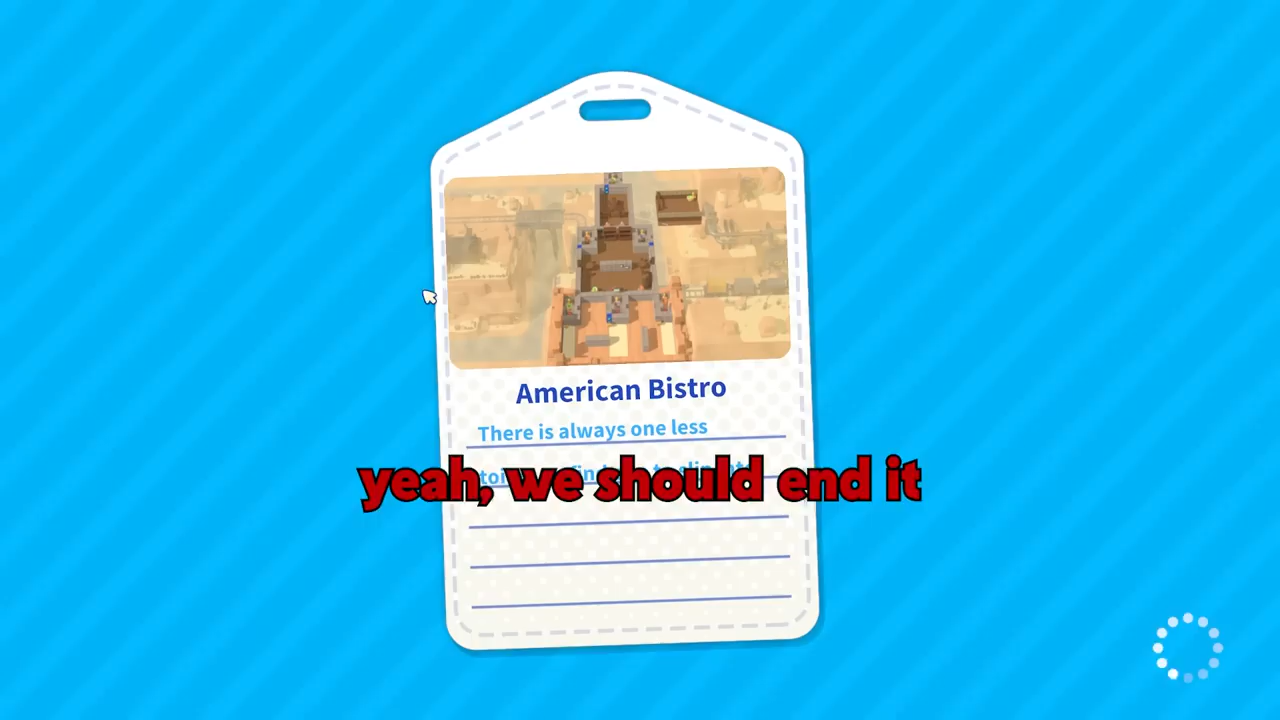 American Bistro
There is always one less
yeah, we should end it